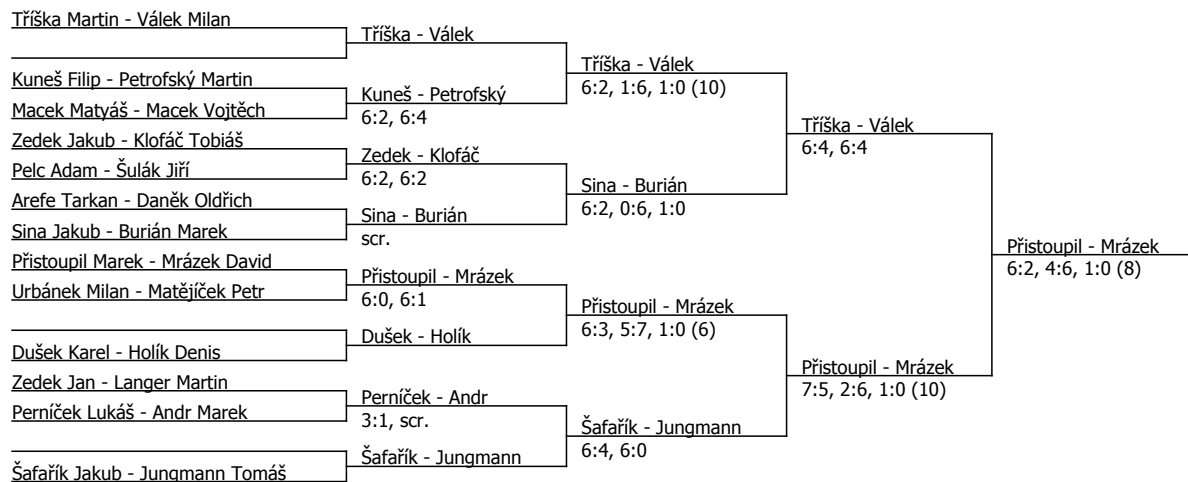 Tříška Martin - Válek Milan
Kuneš Filip - Petrofský Martin
Macek Matyáš - Macek Vojtěch
Zedek Jakub - Klofáč Tobiáš
Pelc Adam - Šulák Jiří
Arefe Tarkan - Daněk Oldřich
Sina Jakub - Burián Marek
Přistoupil Marek - Mrázek David
Urbánek Milan - Matějíček Petr
Dušek Karel - Holík Denis
Zedek Jan - Langer Martin
Perníček Lukáš - Andr Marek
Šafařík Jakub - Jungmann Tomáš
Tříška - Válek
Kuneš - Petrofský
6:2, 6:4
Zedek - Klofáč
6:2, 6:2
Sina - Burián
scr.
Přistoupil - Mrázek
6:0, 6:1
Dušek - Holík
Perníček - Andr
3:1, scr.
Šafařík - Jungmann
Tříška - Válek
6:2, 1:6, 1:0 (10)
Sina - Burián
6:2, 0:6, 1:0
Přistoupil - Mrázek
6:3, 5:7, 1:0 (6)
Šafařík - Jungmann
6:4, 6:0
Tříška - Válek
6:4, 6:4
Přistoupil - Mrázek
7:5, 2:6, 1:0 (10)
Přistoupil - Mrázek
6:2, 4:6, 1:0 (8)